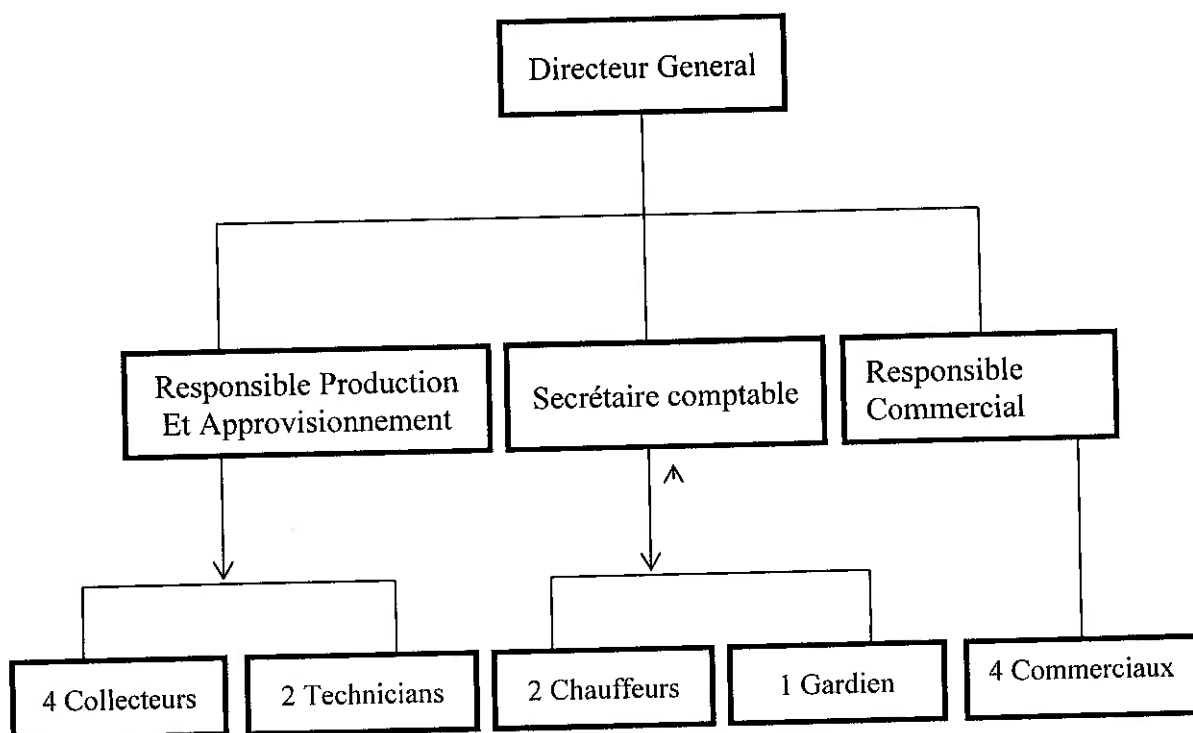 Directeur General
Responsible Production
Et Approvisionnement
Secrétaire comptable
Responsible
Commercial
4 Collecteurs
2 Technicians
2 Chauffeurs
1 Gardien
4 Commerciaux